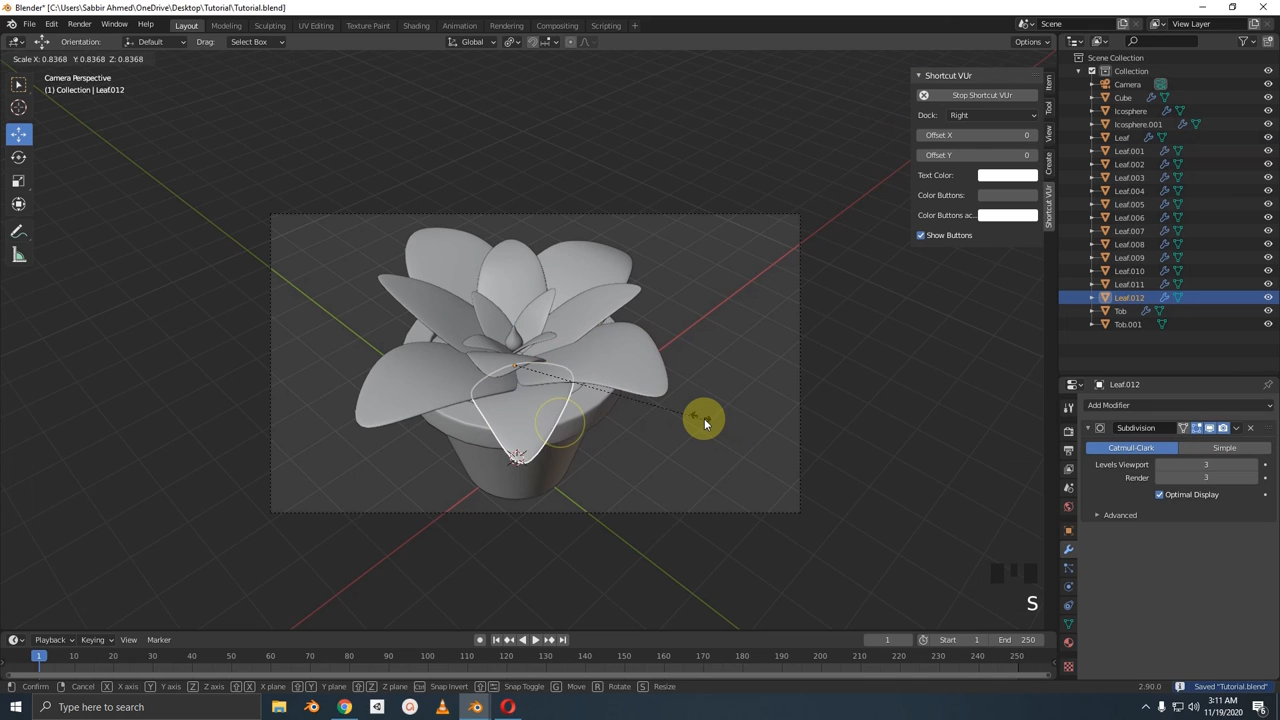 Blender* [C:\Users\Sabbir Ahmed\OneDrive\Desktop\Tutorial\Tutorial.blend]
File Edit Render Window Help Layout Modeling Sculpting UV Editing Texture Paint Shading Animation Rendering Compositing Scripting + Scene View Layer
Orientation: Default Drag: Select Box Global Options
Scale X: 0.8368 Y: 0.8368 Z: 0.8368
Camera Perspective
(1) Collection | Leaf.012
Shortcut VUr
Stop Shortcut VUr
Dock: Right
Offset X 0
Offset Y 0
Text Color:
Color Buttons:
Color Buttons ac...
Show Buttons
Item
Tool
View
Create
Shortcut VUr
Scene Collection
Collection
Camera
Cube
Icosphere
Icosphere.001
Leaf
Leaf.001
Leaf.002
Leaf.003
Leaf.004
Leaf.005
Leaf.006
Leaf.007
Leaf.008
Leaf.009
Leaf.010
Leaf.011
Leaf.012
Tob
Tob.001
Leaf.012
Add Modifier
Subdivision
Catmull-Clark Simple
Levels Viewport 3
Render 3
Optimal Display
Advanced
S
Playback Keying View Marker 1 Start 1 End 250
1 10 20 30 40 50 60 70 80 90 100 110 120 130 140 150 160 170 180 190 200 210 220 230 240 250
Confirm Cancel X X axis Y Y axis Z Z axis X X plane Y Y plane Z Z plane Ctrl Snap Invert Snap Toggle G Move R Rotate S Resize 2.90.0 Saved "Tutorial.blend"
Type here to search
3:11 AM
11/19/2020
6